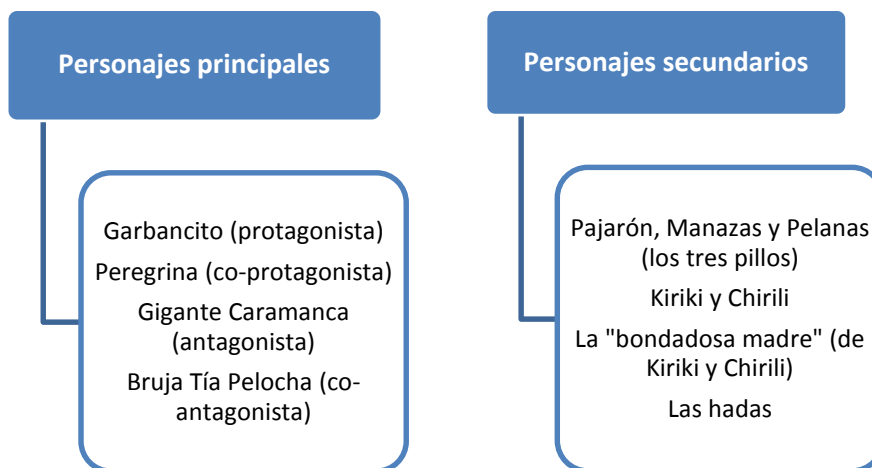 Personajes principales
Garbancito (protagonista)
Peregrina (co-protagonista)
Gigante Caramanca
(antagonista)
Bruja Tía Pelocha (co-
antagonista)
Personajes secundarios
Pajarón, Manazas y Pelanas
(los tres pillos)
Kiriki y Chirili
La "bondadosa madre" (de
Kiriki y Chirili)
Las hadas